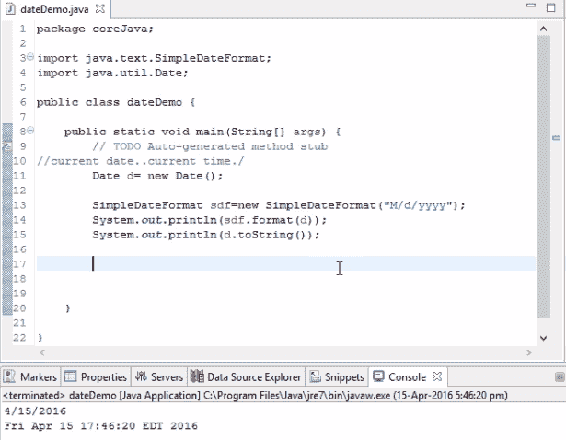 dateDemo.java
1 package coreJava;
2
3 import java.text.SimpleDateFormat;
4 import java.util.Date;
5
6 public class dateDemo {
7
8 public static void main(String[] args) {
9 // TODO Auto-generated method stub
10 //current date..current time./
11 Date d= new Date();
12
13 SimpleDateFormat sdf=new SimpleDateFormat("M/d/yyyy");
14 System.out.println(sdf.format(d));
15 System.out.println(d.toString());
16
17
18
19
20 }
21
22 }
Markers Properties Servers Data Source Explorer Snippets Console
<terminated> dateDemo [Java Application] C:\Program Files\Java\jre7\bin\javaw.exe (15-Apr-2016 5:46:20 pm)
4/15/2016
Fri Apr 15 17:46:20 EDT 2016